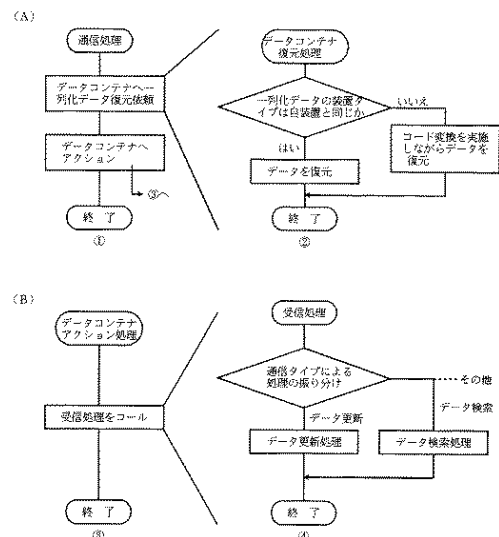 (A)
通信処理
データコンテナへ一
列化データ復元依頼
データコンテナへ
アクション
③へ
終 了
①
データコンテナ
復元処理
一列化データの装置タ
イプは自装置と同じか
いいえ
はい
コード変換を実施
しながらデータを
復元
データを復元
終 了
②
(B)
データコンテナ
アクション処理
受信処理をコール
終 了
③
受信処理
通信タイプによる
処理の振り分け
その他
データ検索
データ更新
データ更新処理
データ検索処理
終 了
④